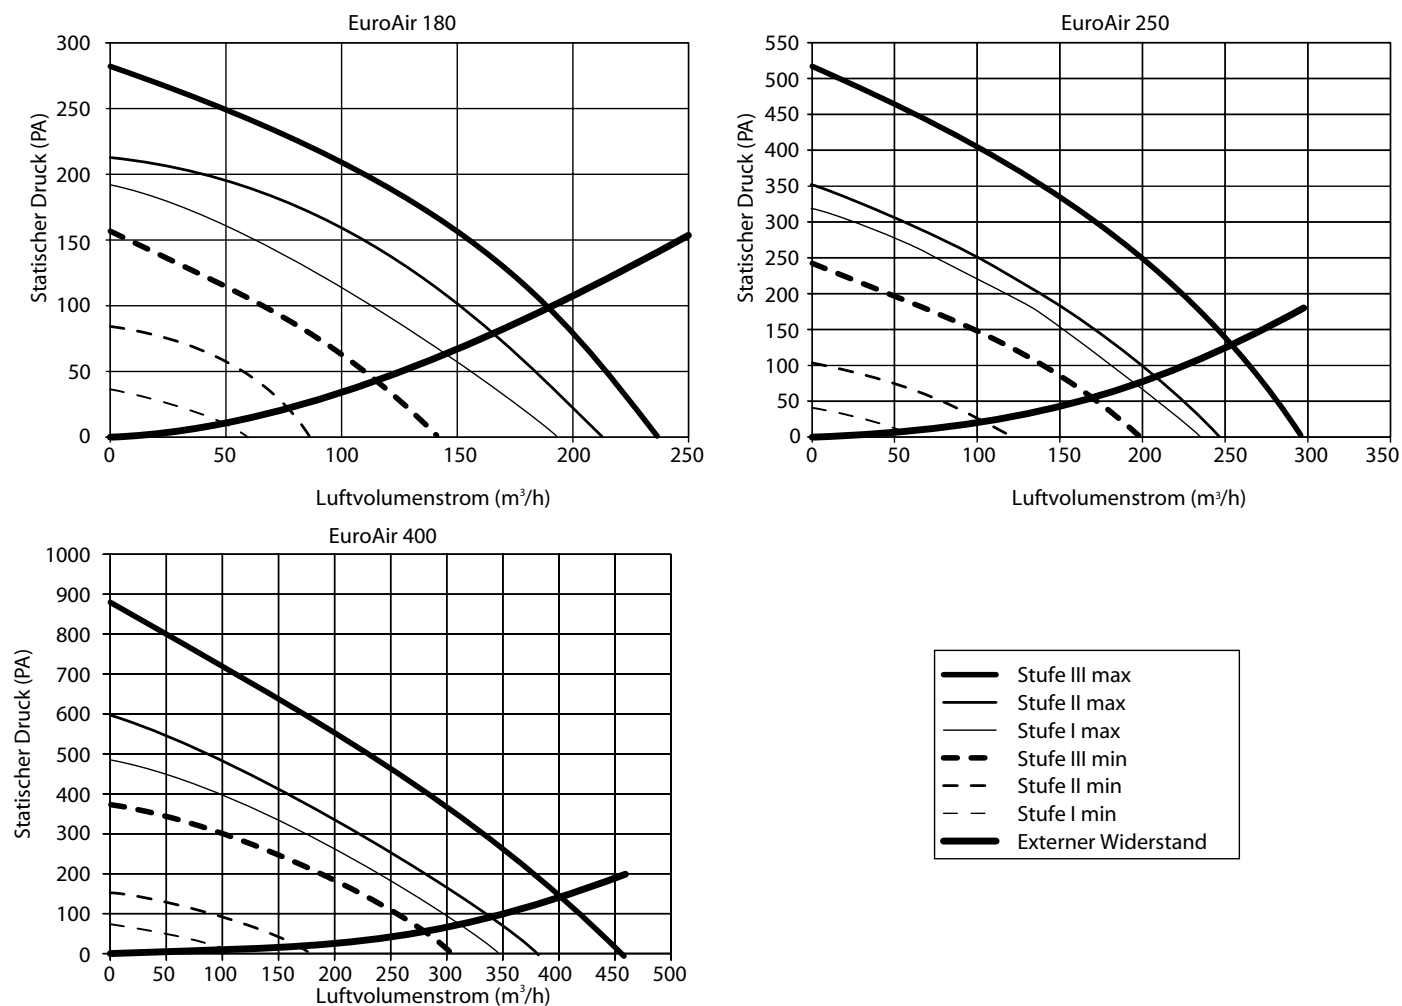 EuroAir 180
300
250
200
150
100
50
0
0 50 100 150 200 250
Statischer Druck (PA)
Luftvolumenstrom (m³/h)
EuroAir 250
550
500
450
400
350
300
250
200
150
100
50
0
0 50 100 150 200 250 300 350
Statischer Druck (PA)
Luftvolumenstrom (m³/h)
EuroAir 400
1000
900
800
700
600
500
400
300
200
100
0
0 50 100 150 200 250 300 350 400 450 500
Statischer Druck (PA)
Luftvolumenstrom (m³/h)
Stufe III max
Stufe II max
Stufe I max
Stufe III min
Stufe II min
Stufe I min
Externer Widerstand